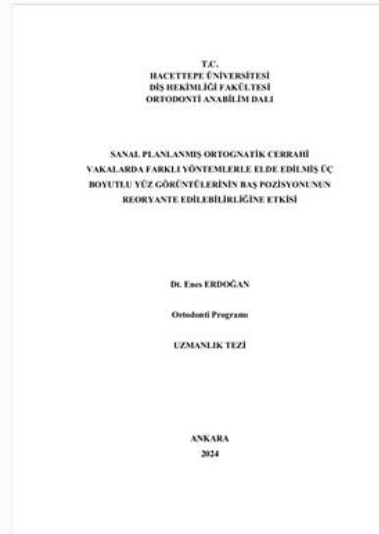 T.C.
HACETTEPE ÜNİVERSİTESİ
DİŞ HEKİMLİĞİ FAKÜLTESİ
ORTODONTİ ANABİLİM DALI
SANAL PLANLANMIŞ ORTOGNATİK CERRAHİ
VAKALARDA FARKLI YÖNTEMLERLE ELDE EDİLMİŞ ÜÇ
BOYUTLU YÜZ GÖRÜNTÜLERİNİN BAŞ POZİSYONUNUN
REORYANTE EDİLEBİLİRLİĞİNE ETKİSİ
Dt. Enes ERDOĞAN
Ortodonti Programı
UZMANLIK TEZİ
ANKARA
2024